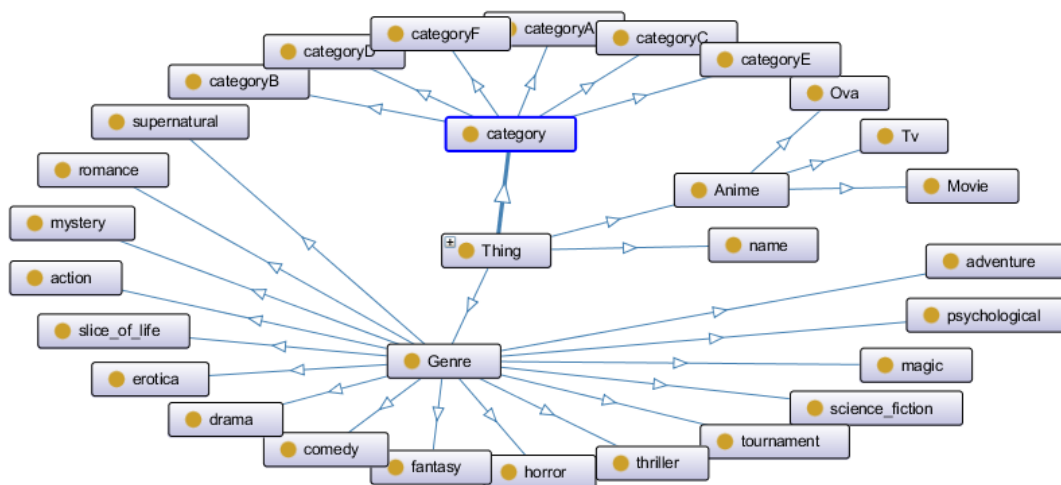 categoryA
categoryF
categoryC
categoryD
categoryE
categoryB
Ova
supernatural
category
Tv
romance
Anime
Movie
mystery
Thing
name
action
adventure
slice_of_life
psychological
Genre
magic
erotica
science_fiction
drama
tournament
comedy
thriller
fantasy
horror